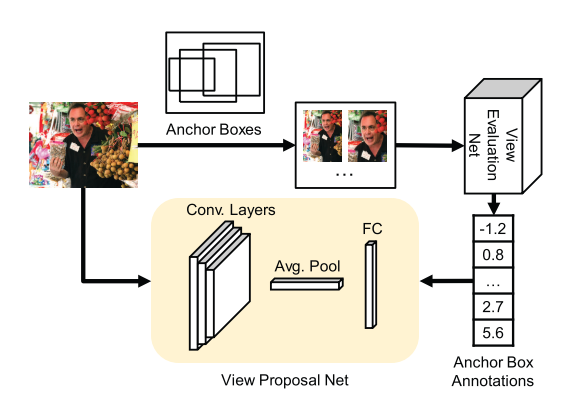 Anchor Boxes
...
View
Evaluation
Net
Conv. Layers
FC
Avg. Pool
-1.2
0.8
...
2.7
5.6
View Proposal Net
Anchor Box
Annotations